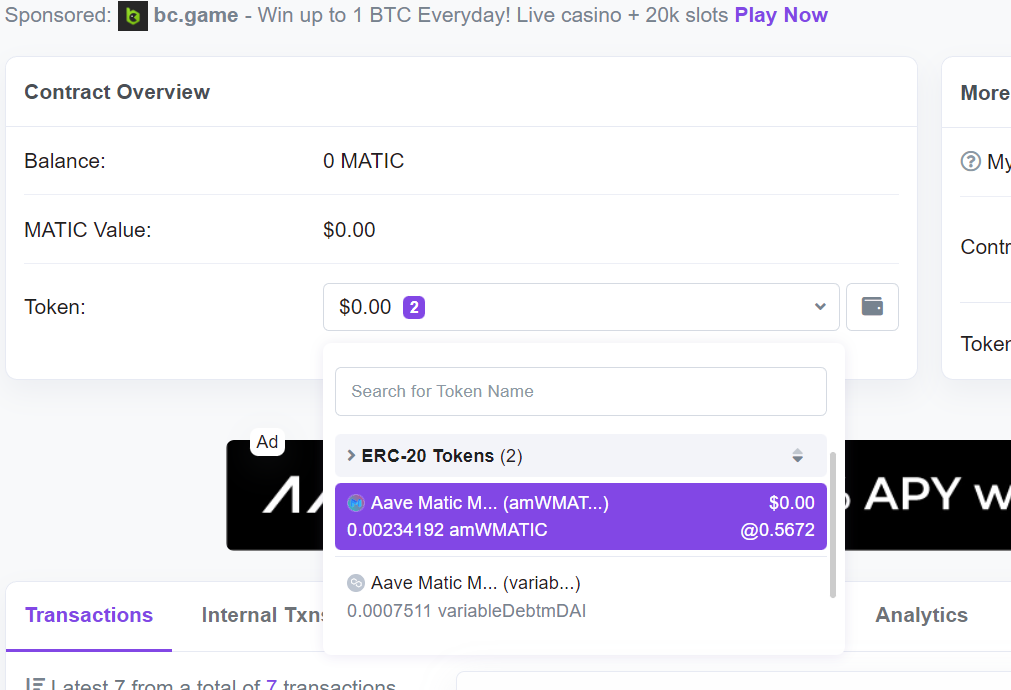 Sponsored: bc.game - Win up to 1 BTC Everyday! Live casino + 20k slots Play Now
Contract Overview
More
Balance:
0 MATIC
My
MATIC Value:
$0.00
Contr
Token:
$0.00 2
Token
Search for Token Name
Ad
ERC-20 Tokens (2)
APY w
Aave Matic M... (amWMAT...)
$0.00
0.00234192 amWMATIC
@0.5672
Aave Matic M... (variab...)
0.0007511 variableDebtmDAI
Transactions
Internal Txns
Analytics
Latest 7 from a total of 7 transactions